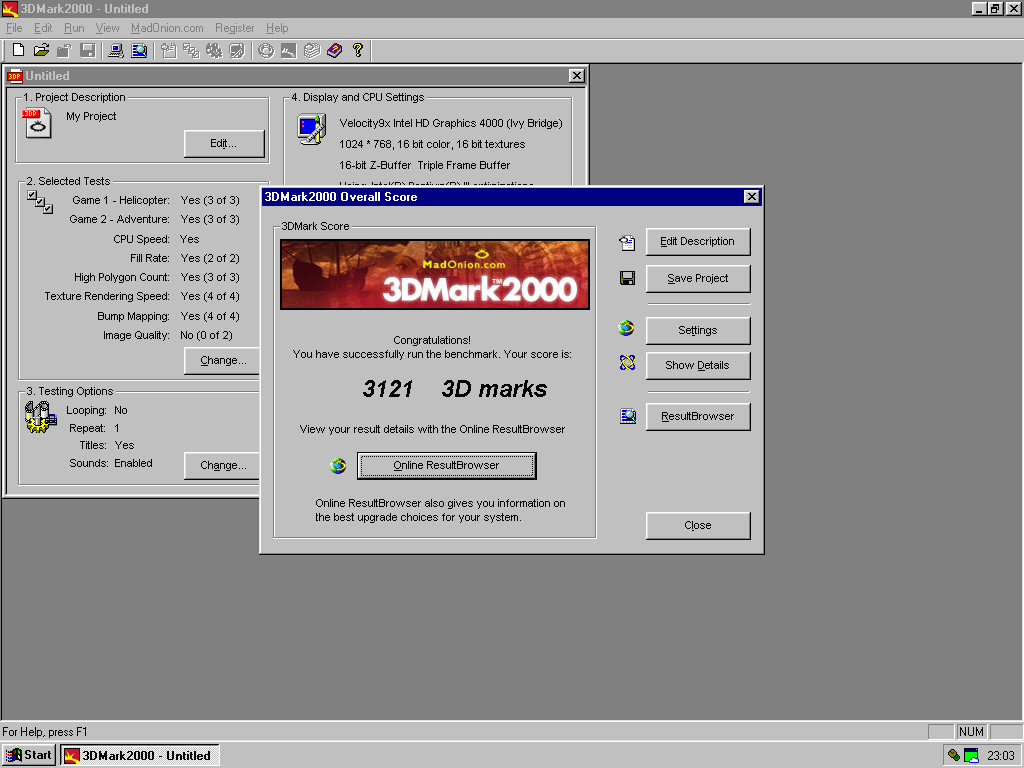 3DMark2000 - Untitled
File Edit Run View MadOnion.com Register Help
Untitled
1. Project Description
3DP
My Project
Edit...
2. Selected Tests
Game 1 - Helicopter: Yes (3 of 3)
Game 2 - Adventure: Yes (3 of 3)
CPU Speed: Yes
Fill Rate: Yes (2 of 2)
High Polygon Count: Yes (3 of 3)
Texture Rendering Speed: Yes (4 of 4)
Bump Mapping: Yes (4 of 4)
Image Quality: No (0 of 2)
Change...
3. Testing Options
Looping: No
Repeat: 1
Titles: Yes
Sounds: Enabled
Change...
4. Display and CPU Settings
Velocity9x Intel HD Graphics 4000 (Ivy Bridge)
1024 * 768, 16 bit color, 16 bit textures
16-bit Z-Buffer Triple Frame Buffer
Using Intel(R) Pentium(R) III optimizations
3DMark2000 Overall Score
3DMark Score
MadOnion.com
3DMark™2000
Congratulations!
You have successfully run the benchmark. Your score is:
3121 3D marks
View your result details with the Online ResultBrowser
Online ResultBrowser
Online ResultBrowser also gives you information on
the best upgrade choices for your system.
Edit Description
Save Project
Settings
Show Details
ResultBrowser
Close
For Help, press F1
NUM
Start
3DMark2000 - Untitled
23:03